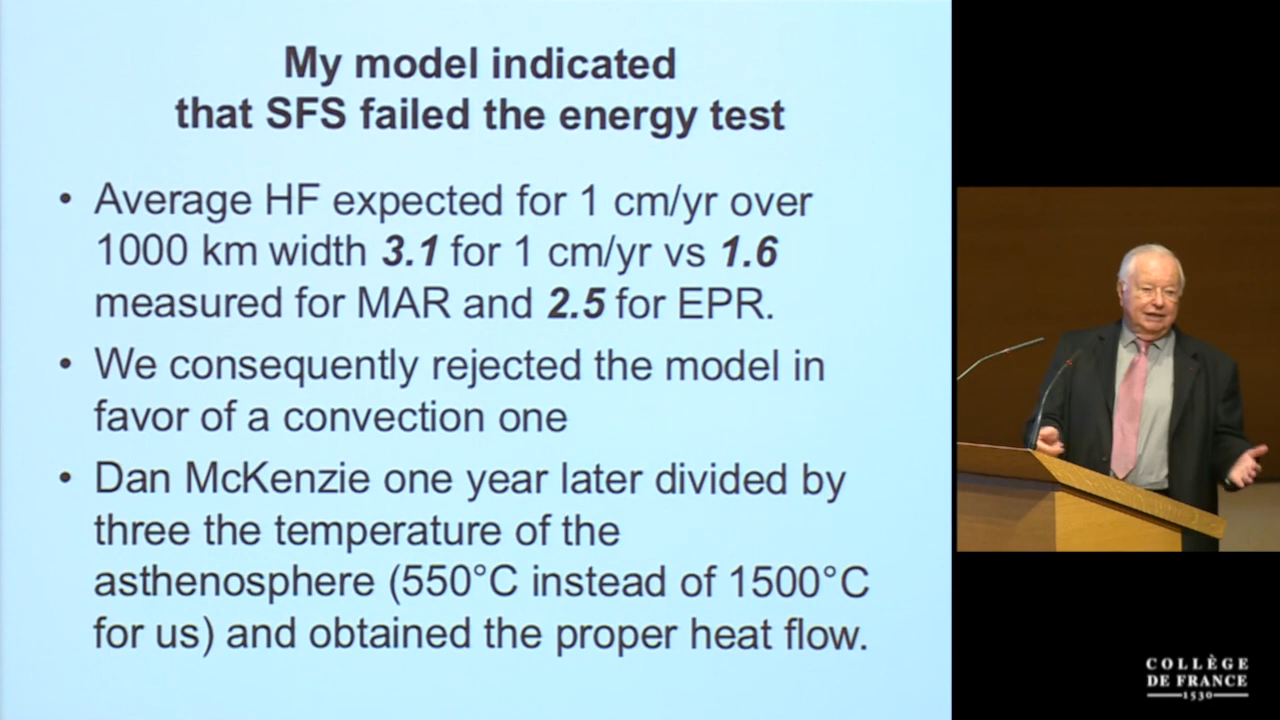 My model indicated
that SFS failed the energy test
• Average HF expected for 1 cm/yr over
1000 km width 3.1 for 1 cm/yr vs 1.6
measured for MAR and 2.5 for EPR.
• We consequently rejected the model in
favor of a convection one
• Dan McKenzie one year later divided by
three the temperature of the
asthenosphere (550°C instead of 1500°C
for us) and obtained the proper heat flow.
COLLÈGE
DE FRANCE
1530